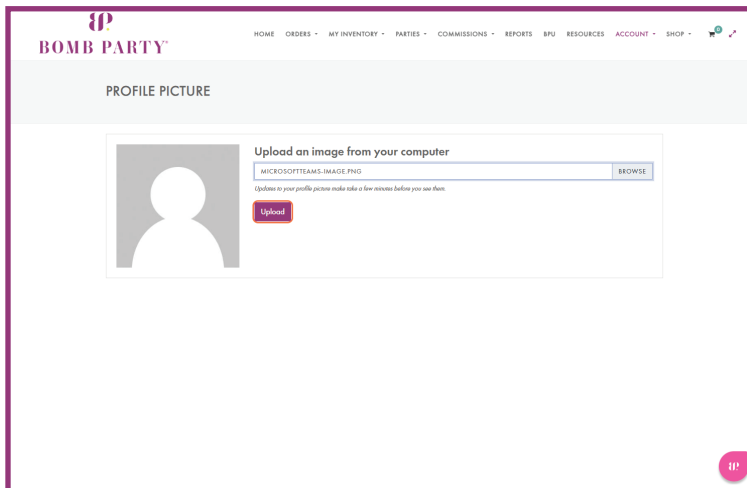 BOMB PARTY
HOME ORDERS MY INVENTORY PARTIES COMMISSIONS REPORTS BPU RESOURCES ACCOUNT SHOP 0
PROFILE PICTURE
Upload an image from your computer
MICROSOFTTEAMS-IMAGE.PNG BROWSE
Updates to your profile picture make take a few minutes before you see them.
Upload